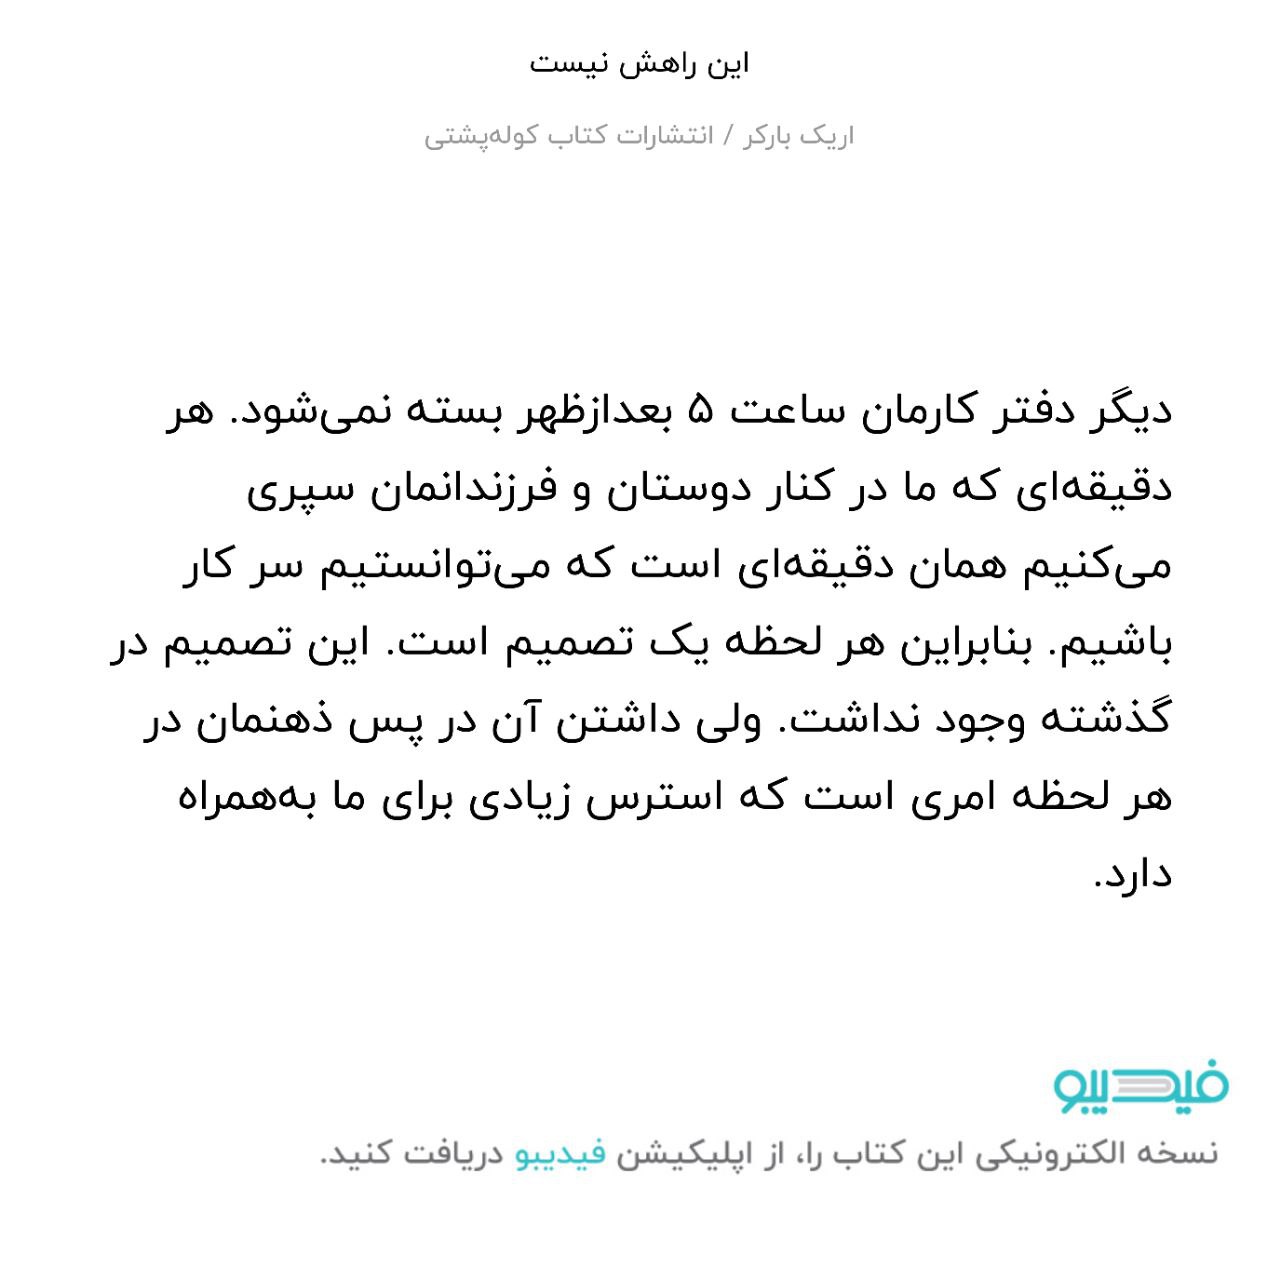 این راهش نیست
اریک بارکر / انتشارات کتاب کوله‌پشتی
دیگر دفتر کارمان ساعت ۵ بعدازظهر بسته نمی‌شود. هر
دقیقه‌ای که ما در کنار دوستان و فرزندانمان سپری
می‌کنیم همان دقیقه‌ای است که می‌توانستیم سر کار
باشیم. بنابراین هر لحظه یک تصمیم است. این تصمیم در
گذشته وجود نداشت. ولی داشتن آن در پس ذهنمان در
هر لحظه امری است که استرس زیادی برای ما به‌همراه
دارد.
فیدیبو
نسخه الکترونیکی این کتاب را، از اپلیکیشن فیدیبو دریافت کنید.